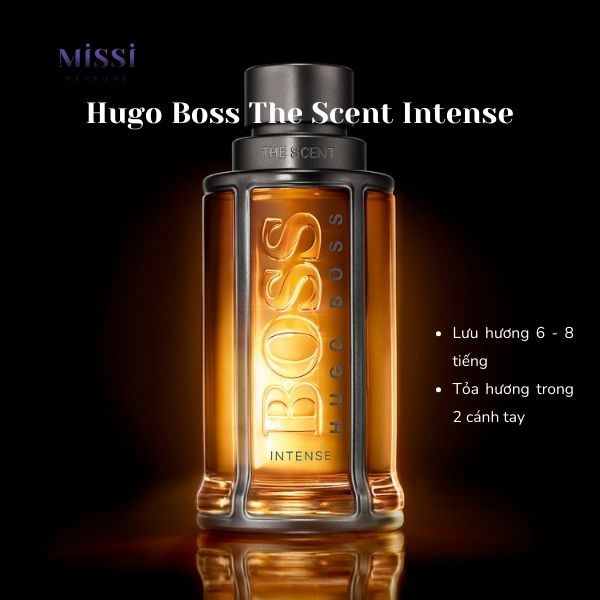 MiSSi
PERFUME
Hugo Boss The Scent Intense
THE SCENT
BOSS
HUGO BOSS
INTENSE
Lưu hương 6 - 8
tiếng
Tỏa hương trong
2 cánh tay